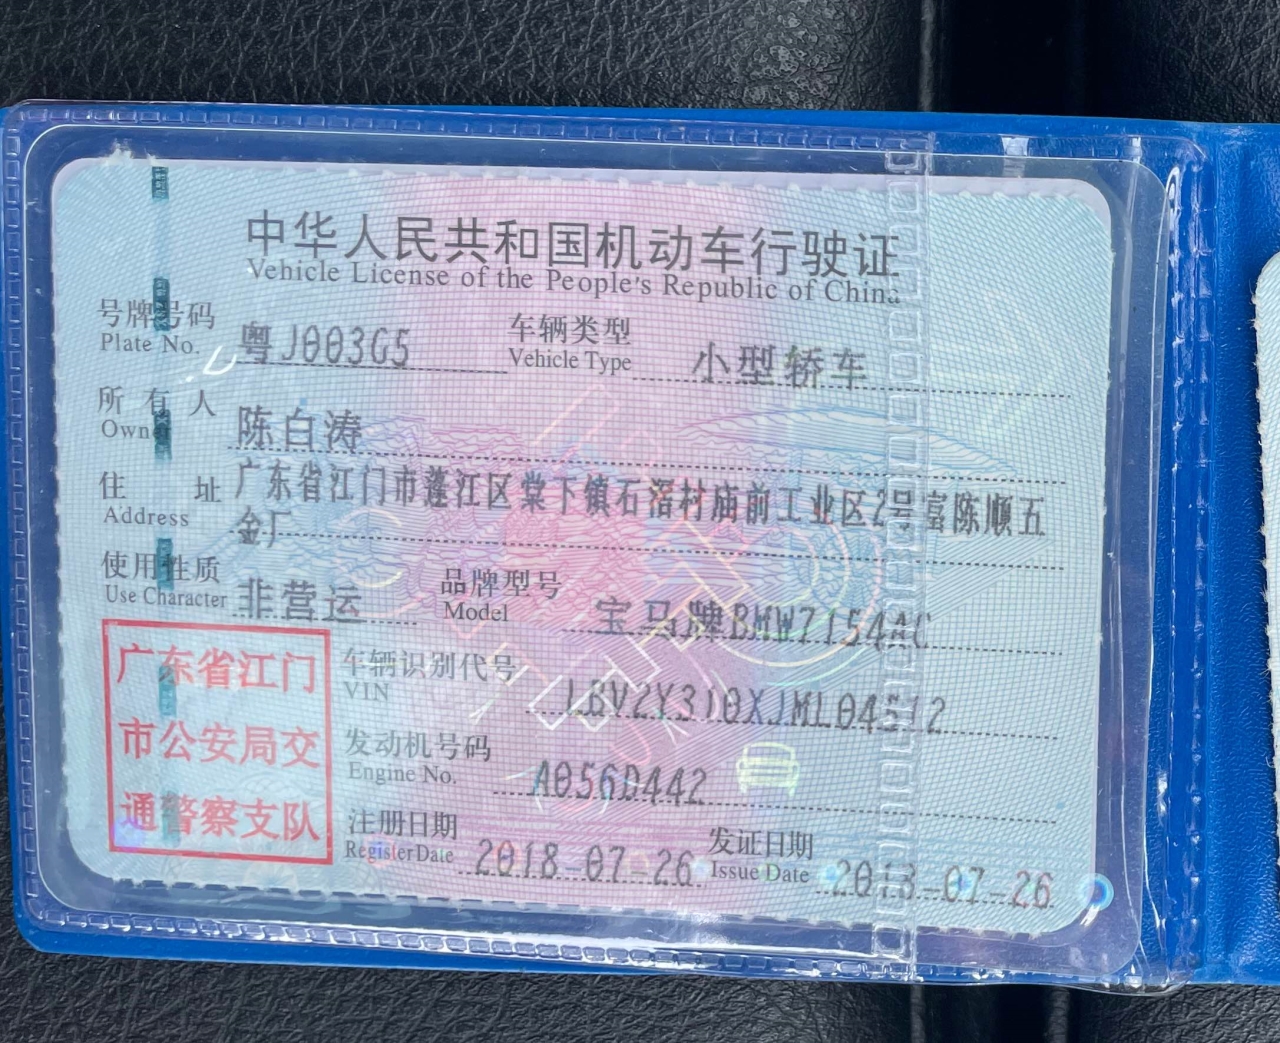 中华人民共和国机动车行驶证
Vehicle License of the People's Republic of China
号牌号码 粤J003G5 车辆类型 小型轿车
Plate No. Vehicle Type
所有人 陈白涛
Owner
住址 广东省江门市蓬江区棠下镇石滘村庙前工业区2号富陈顺五
Address 金厂
使用性质 非营运 品牌型号 宝马牌BMW7154AC
Use Character Model
广东省江门
市公安局交
通警察支队
车辆识别代号 LBV2Y310XJML04512
VIN
发动机号码 A056D442
Engine No.
注册日期 2018-07-26 发证日期 2018-07-26
Register Date Issue Date